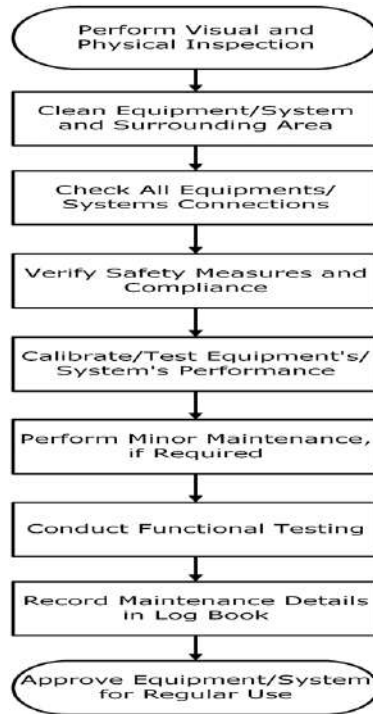 Perform Visual and
Physical Inspection
Clean Equipment/System
and Surrounding Area
Check All Equipments/
Systems Connections
Verify Safety Measures and
Compliance
Calibrate/Test Equipment's/
System's Performance
Perform Minor Maintenance,
if Required
Conduct Functional Testing
Record Maintenance Details
in Log Book
Approve Equipment/System
for Regular Use